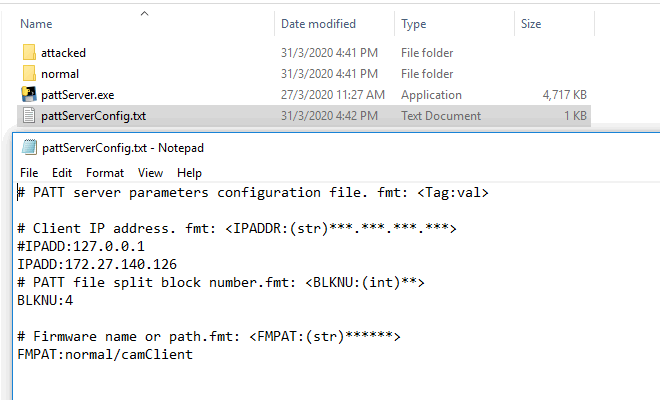 Name Date modified Type Size
attacked 31/3/2020 4:41 PM File folder
normal 31/3/2020 4:41 PM File folder
pattServer.exe 27/3/2020 11:27 AM Application 4,717 KB
pattServerConfig.txt 31/3/2020 4:42 PM Text Document 1 KB
pattServerConfig.txt - Notepad
File Edit Format View Help
# PATT server parameters configuration file. fmt: <Tag:val>
# Client IP address. fmt: <IPADDR:(str)***.***.***.***>
#IPADD:127.0.0.1
IPADD:172.27.140.126
# PATT file split block number.fmt: <BLKNU:(int)**>
BLKNU:4
# Firmware name or path.fmt: <FMPAT:(str)******>
FMPAT:normal/camClient